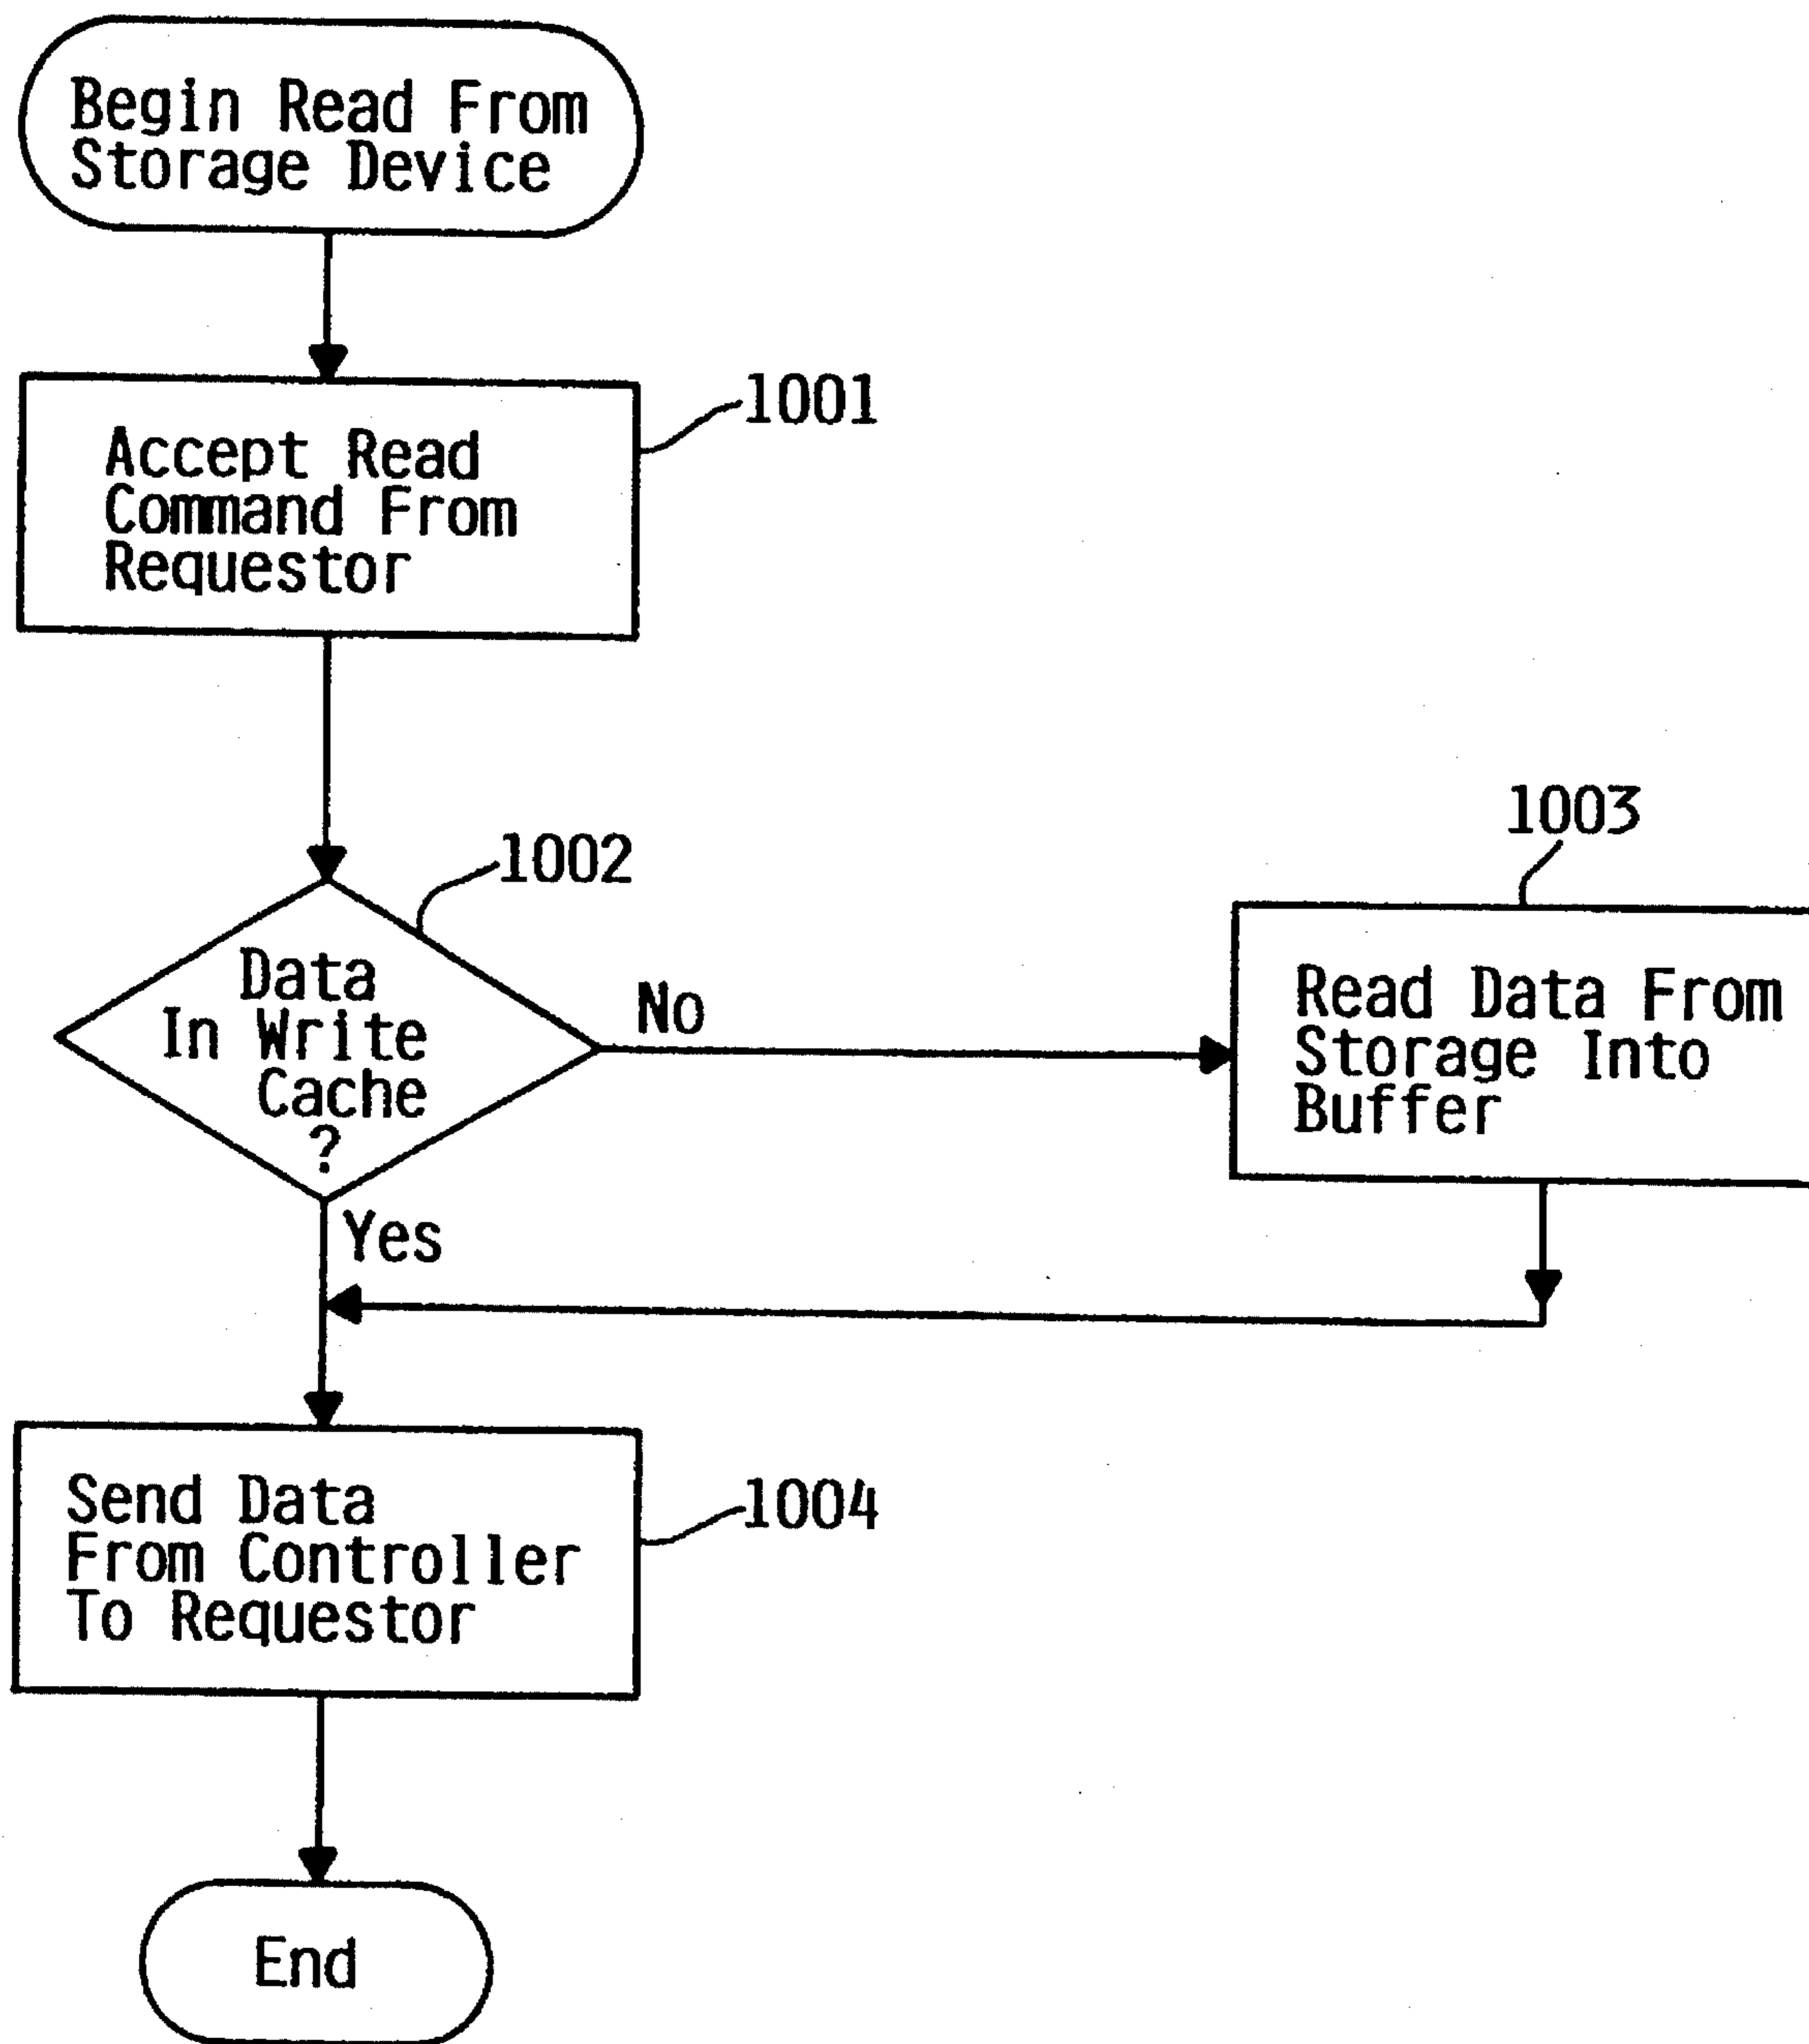 Begin Read From
Storage Device
1001
Accept Read
Command From
Requestor
1002
Data
In Write
Cache
?
No
1003
Read Data From
Storage Into
Buffer
Yes
Send Data
From Controller
To Requestor
1004
End